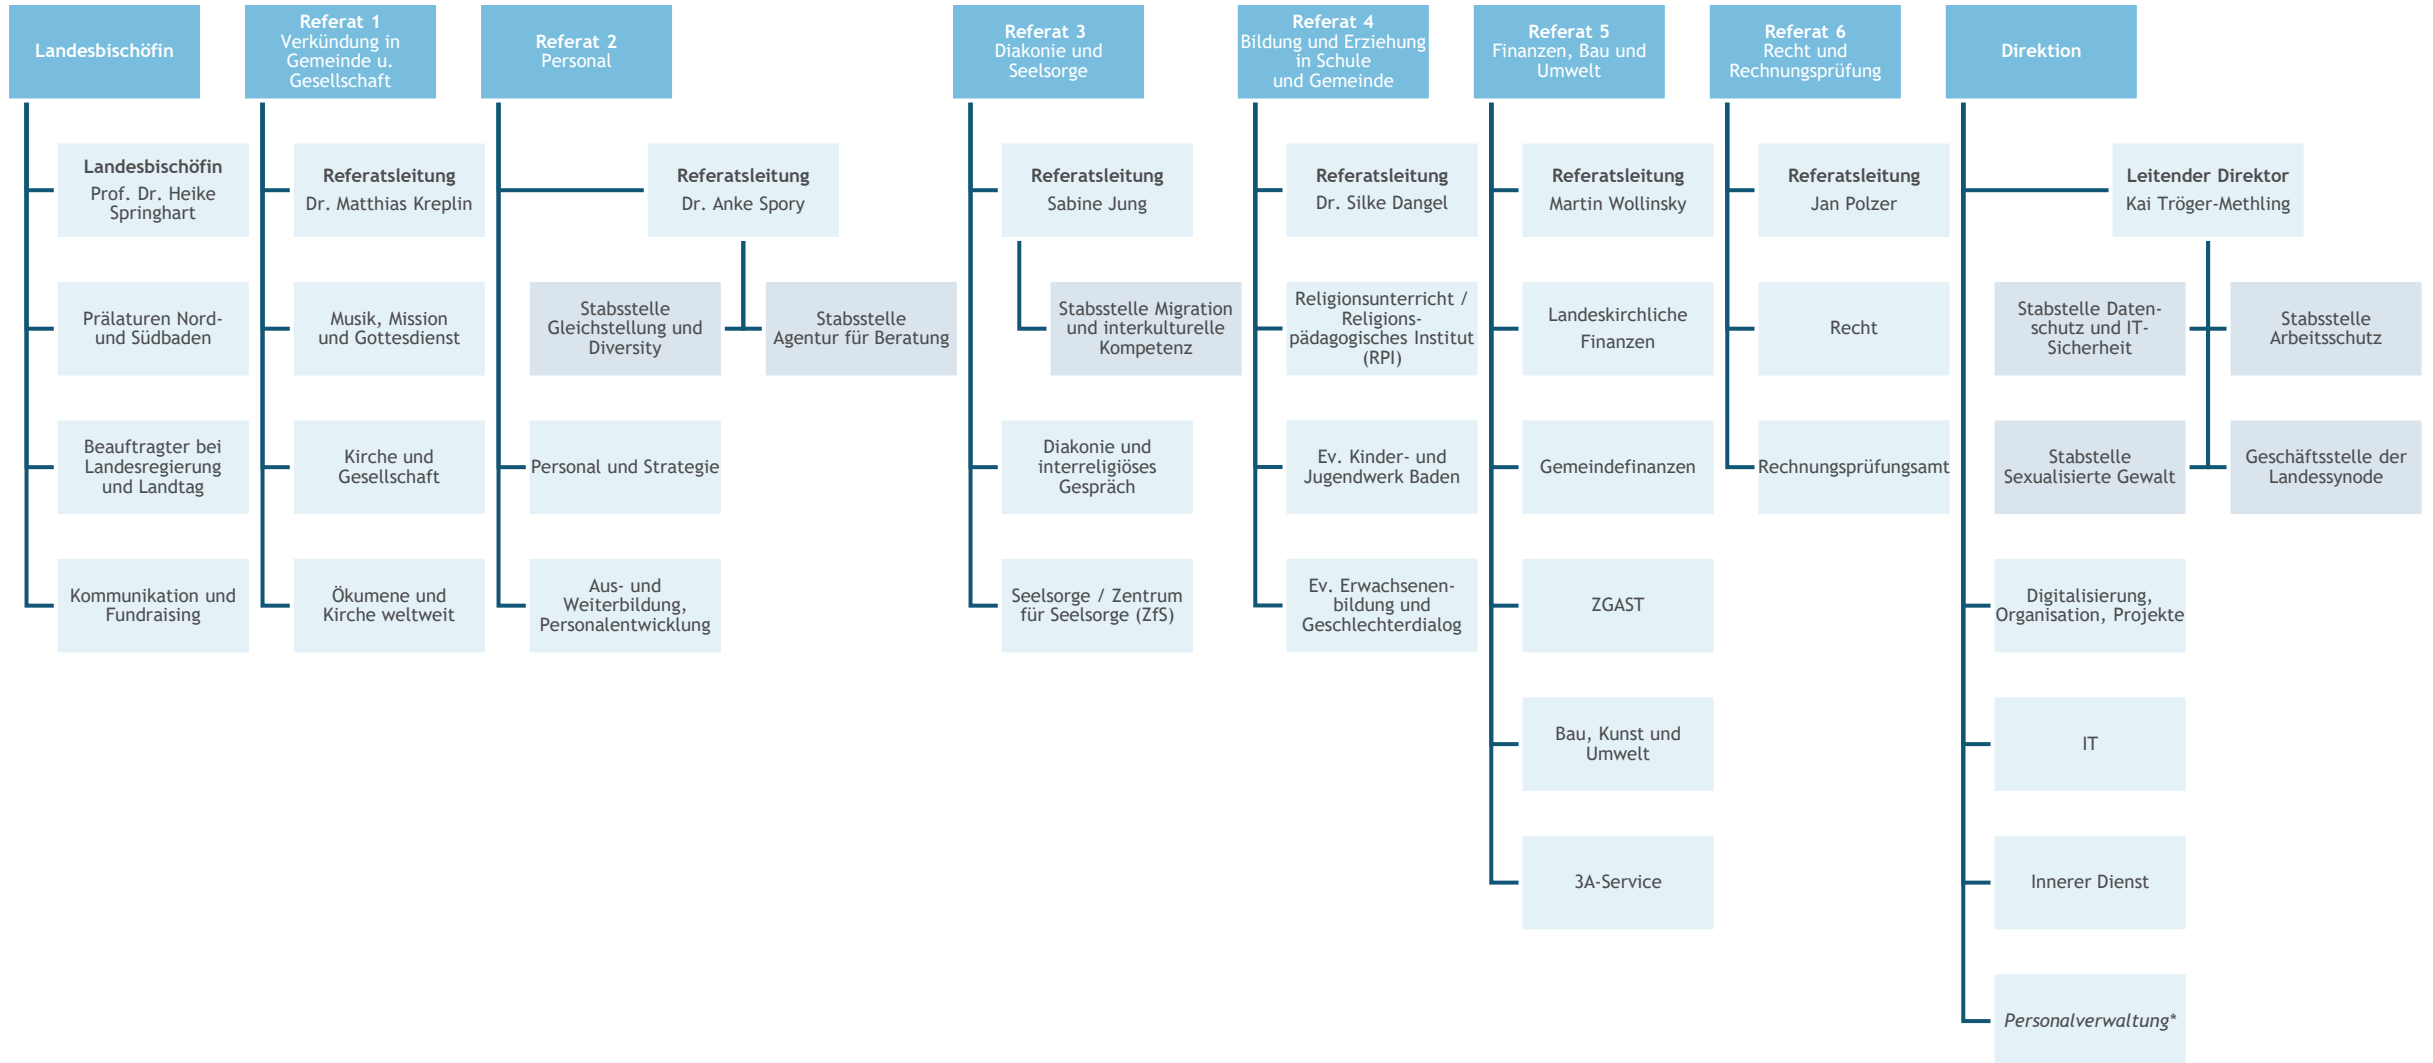 Landesbischöfin
Landesbischöfin
Prof. Dr. Heike
Springhart
Prälaturen Nord-
und Südbaden
Beauftragter bei
Landesregierung
und Landtag
Kommunikation und
Fundraising
Referat 1
Verkündung in
Gemeinde u.
Gesellschaft
Referatsleitung
Dr. Matthias Kreplin
Musik, Mission
und Gottesdienst
Kirche und
Gesellschaft
Ökumene und
Kirche weltweit
Referat 2
Personal
Referatsleitung
Dr. Anke Spory
Stabsstelle
Gleichstellung und
Diversity
Stabsstelle
Agentur für Beratung
Personal und Strategie
Aus- und
Weiterbildung,
Personalentwicklung
Referat 3
Diakonie und
Seelsorge
Referatsleitung
Sabine Jung
Stabsstelle Migration
und interkulturelle
Kompetenz
Diakonie und
interreligiöses
Gespräch
Seelsorge / Zentrum
für Seelsorge (ZfS)
Referat 4
Bildung und Erziehung
in Schule
und Gemeinde
Referatsleitung
Dr. Silke Dangel
Religionsunterricht /
Religions-
pädagogisches Institut
(RPI)
Ev. Kinder- und
Jugendwerk Baden
Ev. Erwachsenen-
bildung und
Geschlechterdialog
Referat 5
Finanzen, Bau und
Umwelt
Referatsleitung
Martin Wollinsky
Landeskirchliche
Finanzen
Gemeindefinanzen
ZGAST
Bau, Kunst und
Umwelt
3A-Service
Referat 6
Recht und
Rechnungsprüfung
Referatsleitung
Jan Polzer
Recht
Rechnungsprüfungsamt
Direktion
Leitender Direktor
Kai Tröger-Methling
Stabstelle Daten-
schutz und IT-
Sicherheit
Stabsstelle
Arbeitsschutz
Stabstelle
Sexualisierte Gewalt
Geschäftsstelle der
Landessynode
Digitalisierung,
Organisation, Projekte
IT
Innerer Dienst
Personalverwaltung*